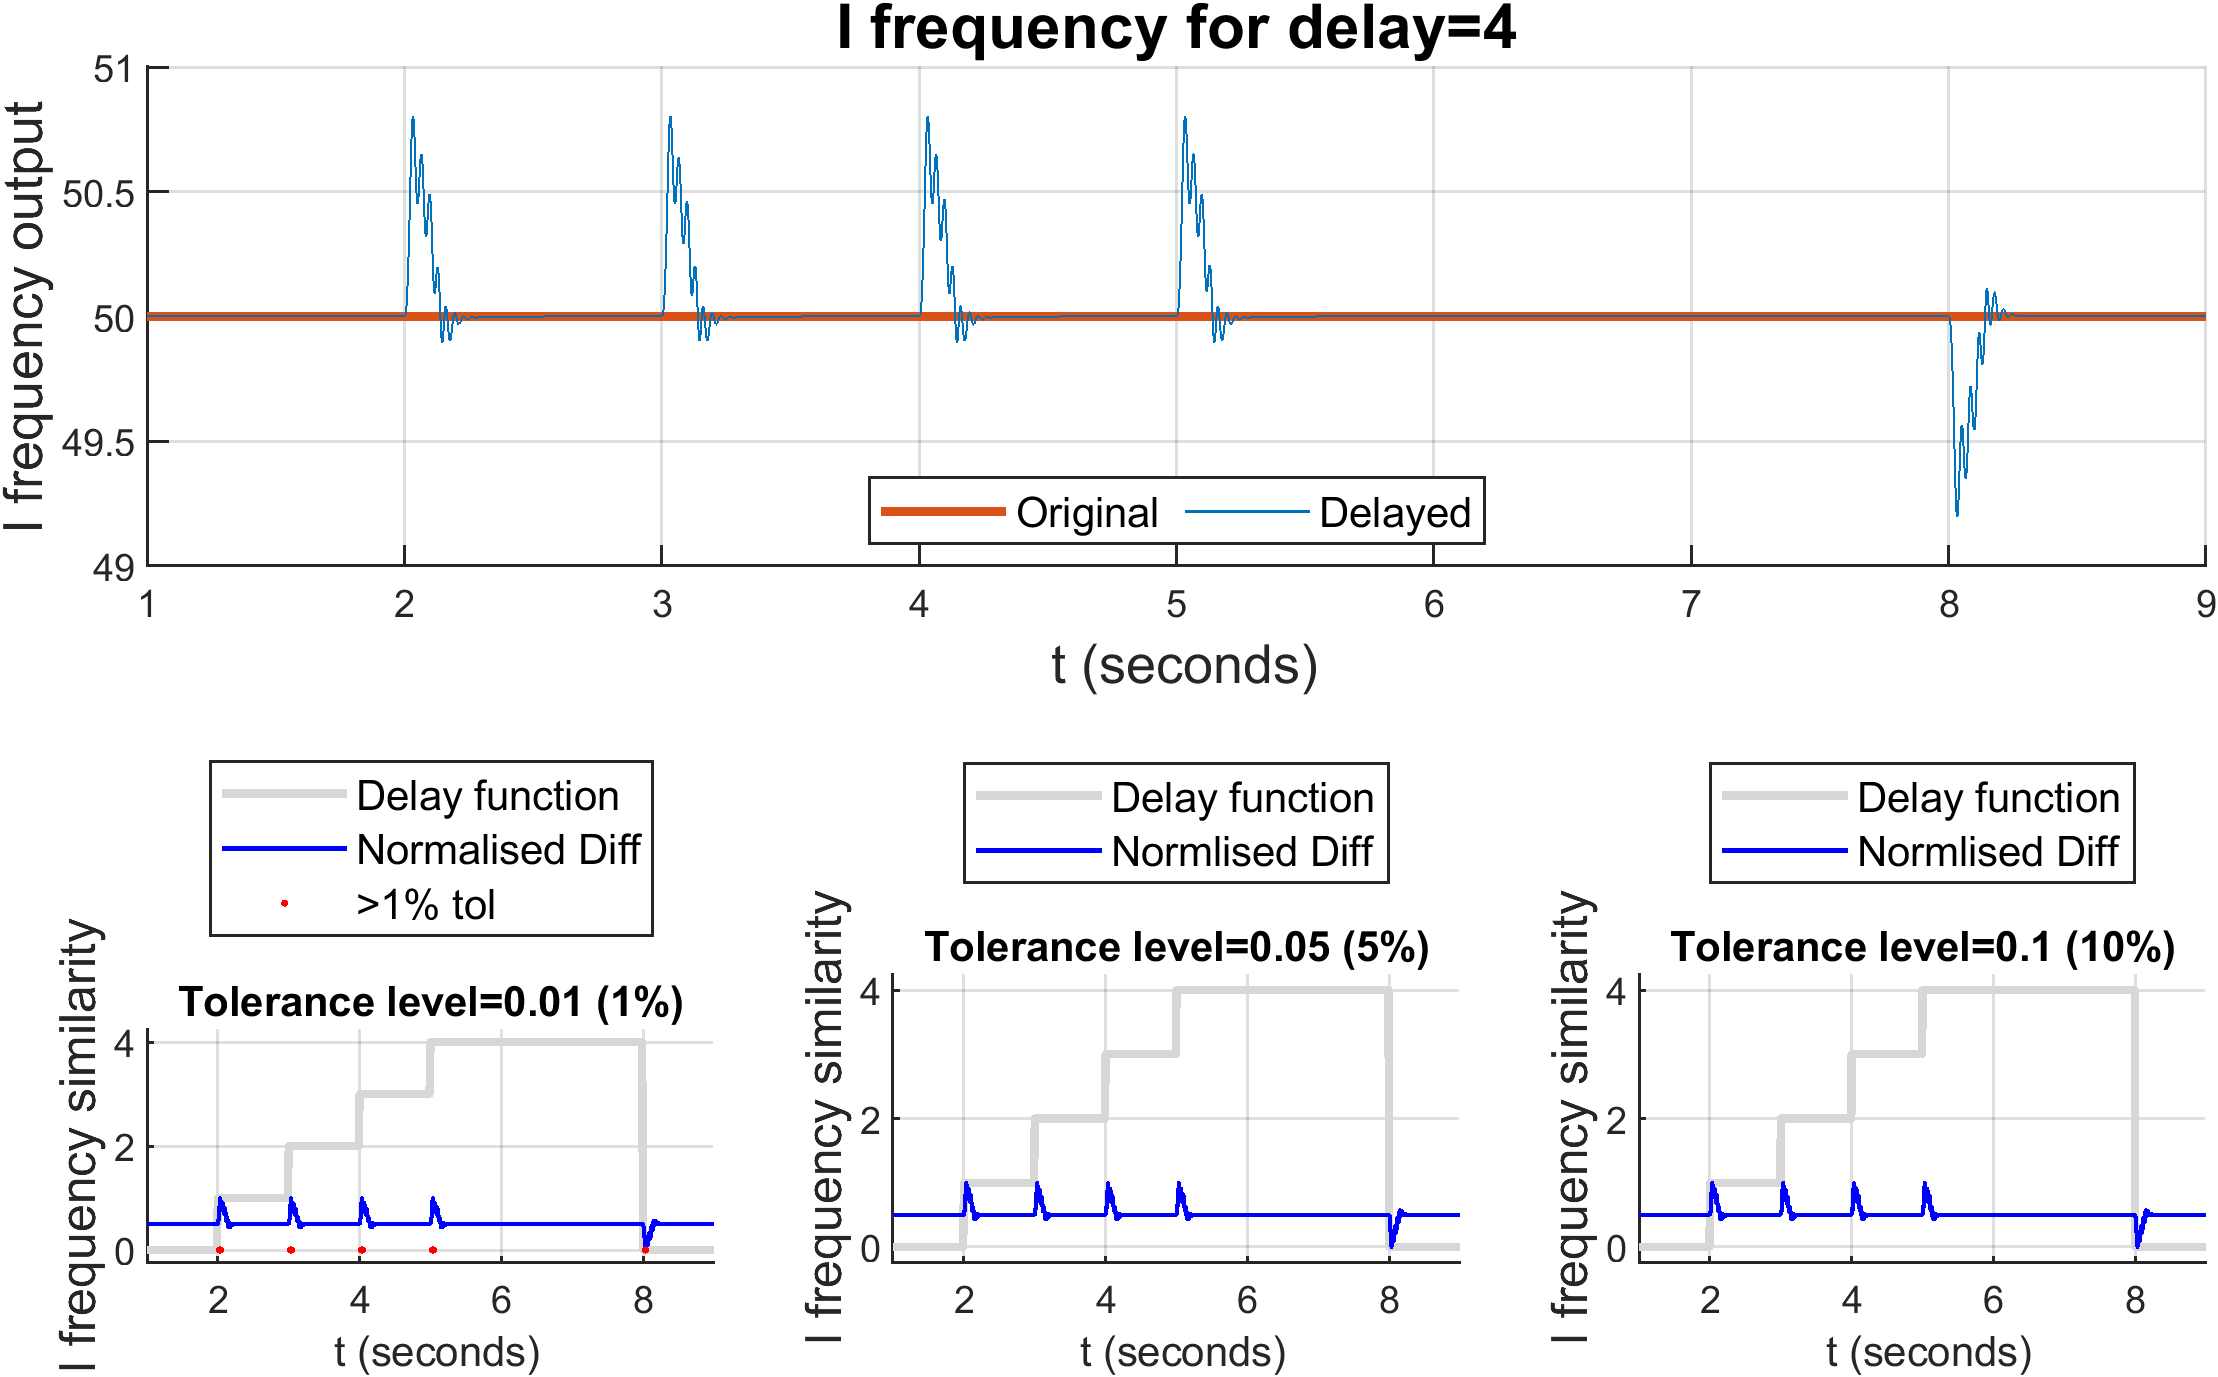 I frequency for delay=4
I frequency output
51
50.5
50
49.5
49
Original Delayed
1 2 3 4 5 6 7 8 9
t (seconds)
Delay function
Normalised Diff
>1% tol
Tolerance level=0.01 (1%)
I frequency similarity
4
2
0
2 4 6 8
t (seconds)
Delay function
Normlised Diff
Tolerance level=0.05 (5%)
I frequency similarity
4
2
0
2 4 6 8
t (seconds)
Delay function
Normlised Diff
Tolerance level=0.1 (10%)
I frequency similarity
4
2
0
2 4 6 8
t (seconds)